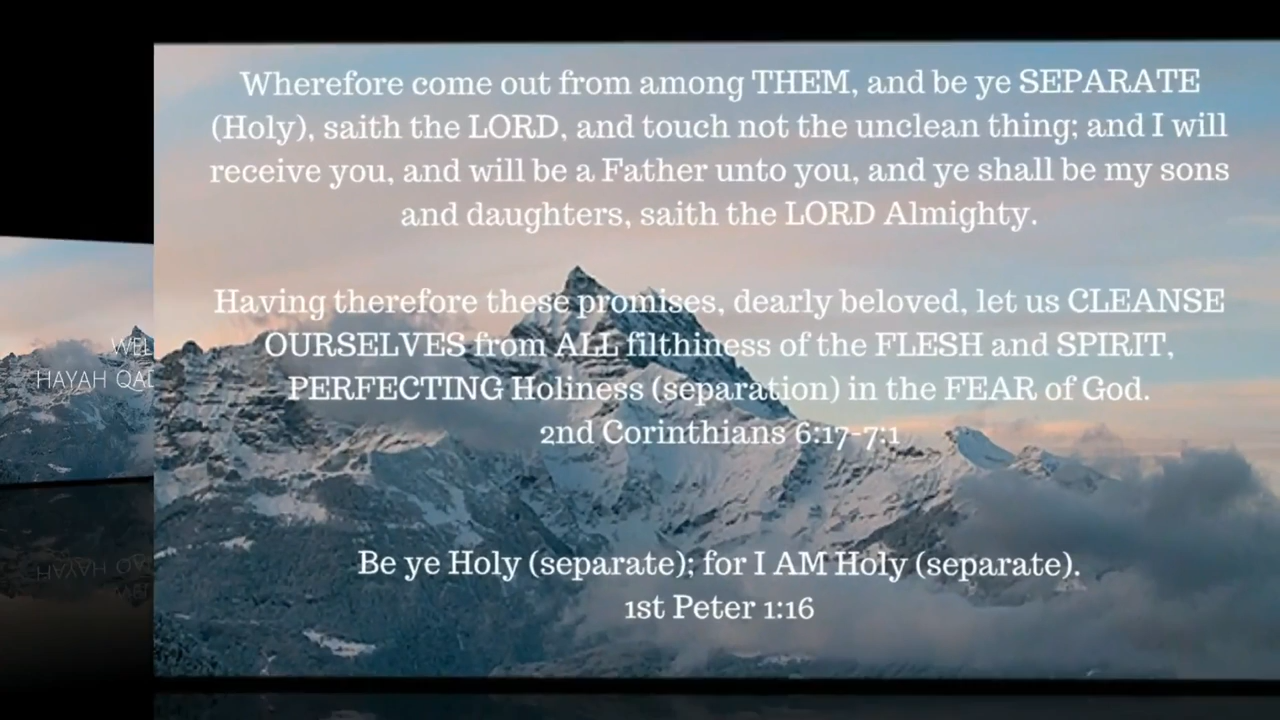 Wherefore come out from among THEM, and be ye SEPARATE
(Holy), saith the LORD, and touch not the unclean thing; and I will
receive you, and will be a Father unto you, and ye shall be my sons
and daughters, saith the LORD Almighty.
Having therefore these promises, dearly beloved, let us CLEANSE
OURSELVES from ALL filthiness of the FLESH and SPIRIT,
PERFECTING Holiness (separation) in the FEAR of God.
2nd Corinthians 6:17-7:1
Be ye Holy (separate); for I AM Holy (separate).
1st Peter 1:16
HAYAH